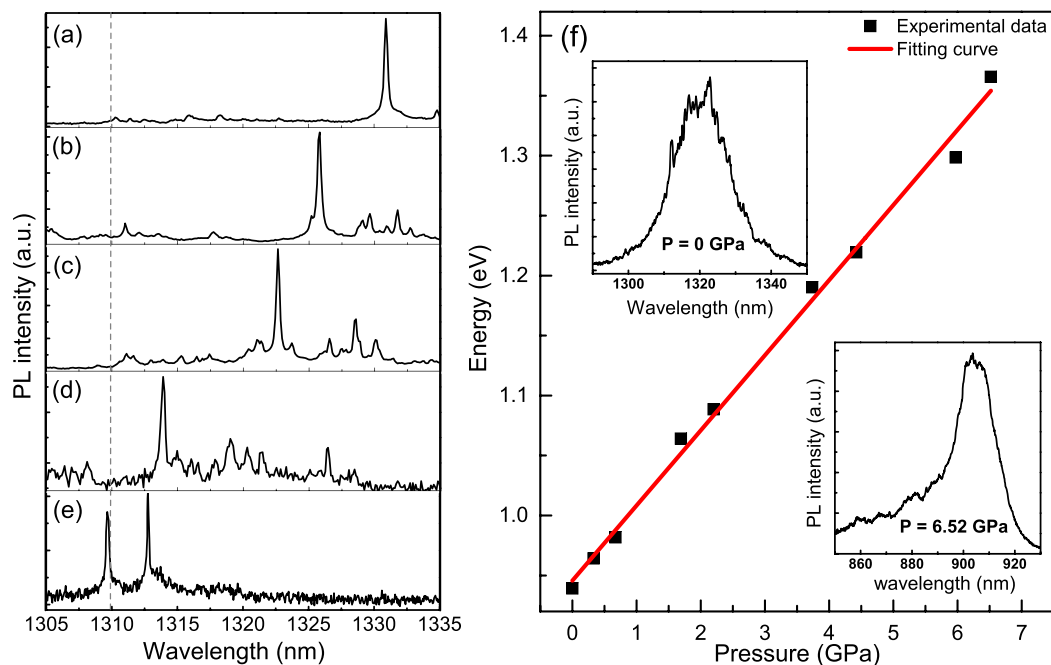 (a)
(b)
(c)
(d)
(e)
PL intensity (a.u.)
1305 1310 1315 1320 1325 1330 1335
Wavelength (nm)
(f)
Experimental data
Fitting curve
1.4
1.3
1.2
1.1
1.0
Energy (eV)
0 1 2 3 4 5 6 7
Pressure (GPa)
PL intensity (a.u.)
P = 0 GPa
1300 1320 1340
Wavelength (nm)
PL intensity (a.u.)
P = 6.52 GPa
860 880 900 920
wavelength (nm)